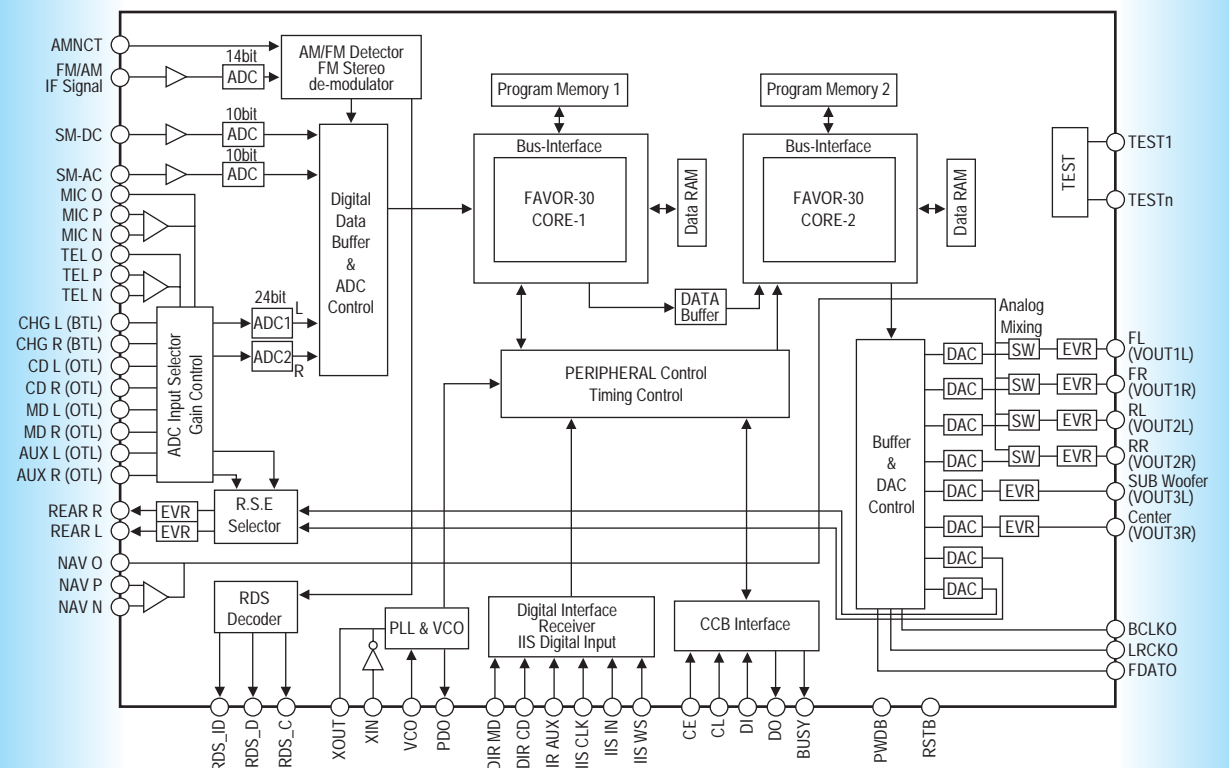 AMNCT
FM/AM
IF Signal
SM-DC
SM-AC
MIC O
MIC P
MIC N
TEL O
TEL P
TEL N
CHG L (BTL)
CHG R (BTL)
CD L (OTL)
CD R (OTL)
MD L (OTL)
MD R (OTL)
AUX L (OTL)
AUX R (OTL)
REAR R
REAR L
NAV O
NAV P
NAV N
14bit
ADC
10bit
ADC
10bit
ADC
AM/FM Detector
FM Stereo
de-modulator
Digital
Data
Buffer
&
ADC
Control
24bit
ADC1
L
ADC2
R
ADC Input Selector
Gain Control
EVR
EVR
R.S.E
Selector
RDS
Decoder
PLL & VCO
Program Memory 1
Bus-Interface
FAVOR-30
CORE-1
Data RAM
Program Memory 2
Bus-Interface
FAVOR-30
CORE-2
Data RAM
DATA
Buffer
PERIPHERAL Control
Timing Control
Digital Interface
Receiver
IIS Digital Input
CCB Interface
TEST
TEST1
TESTn
Analog
Mixing
Buffer
&
DAC
Control
DAC
SW
EVR
FL
(VOUT1L)
DAC
SW
EVR
FR
(VOUT1R)
DAC
SW
EVR
RL
(VOUT2L)
DAC
SW
EVR
RR
(VOUT2R)
DAC
EVR
SUB Woofer
(VOUT3L)
DAC
EVR
Center
(VOUT3R)
DAC
DAC
BCLKO
LRCKO
FDATO
RDS_ID
RDS_D
RDS_C
XOUT
XIN
VCO
PDO
DIR MD
DIR CD
IR AUX
IIS CLK
IIS IN
IIS WS
CE
CL
DI
DO
BUSY
PWDB
RSTB